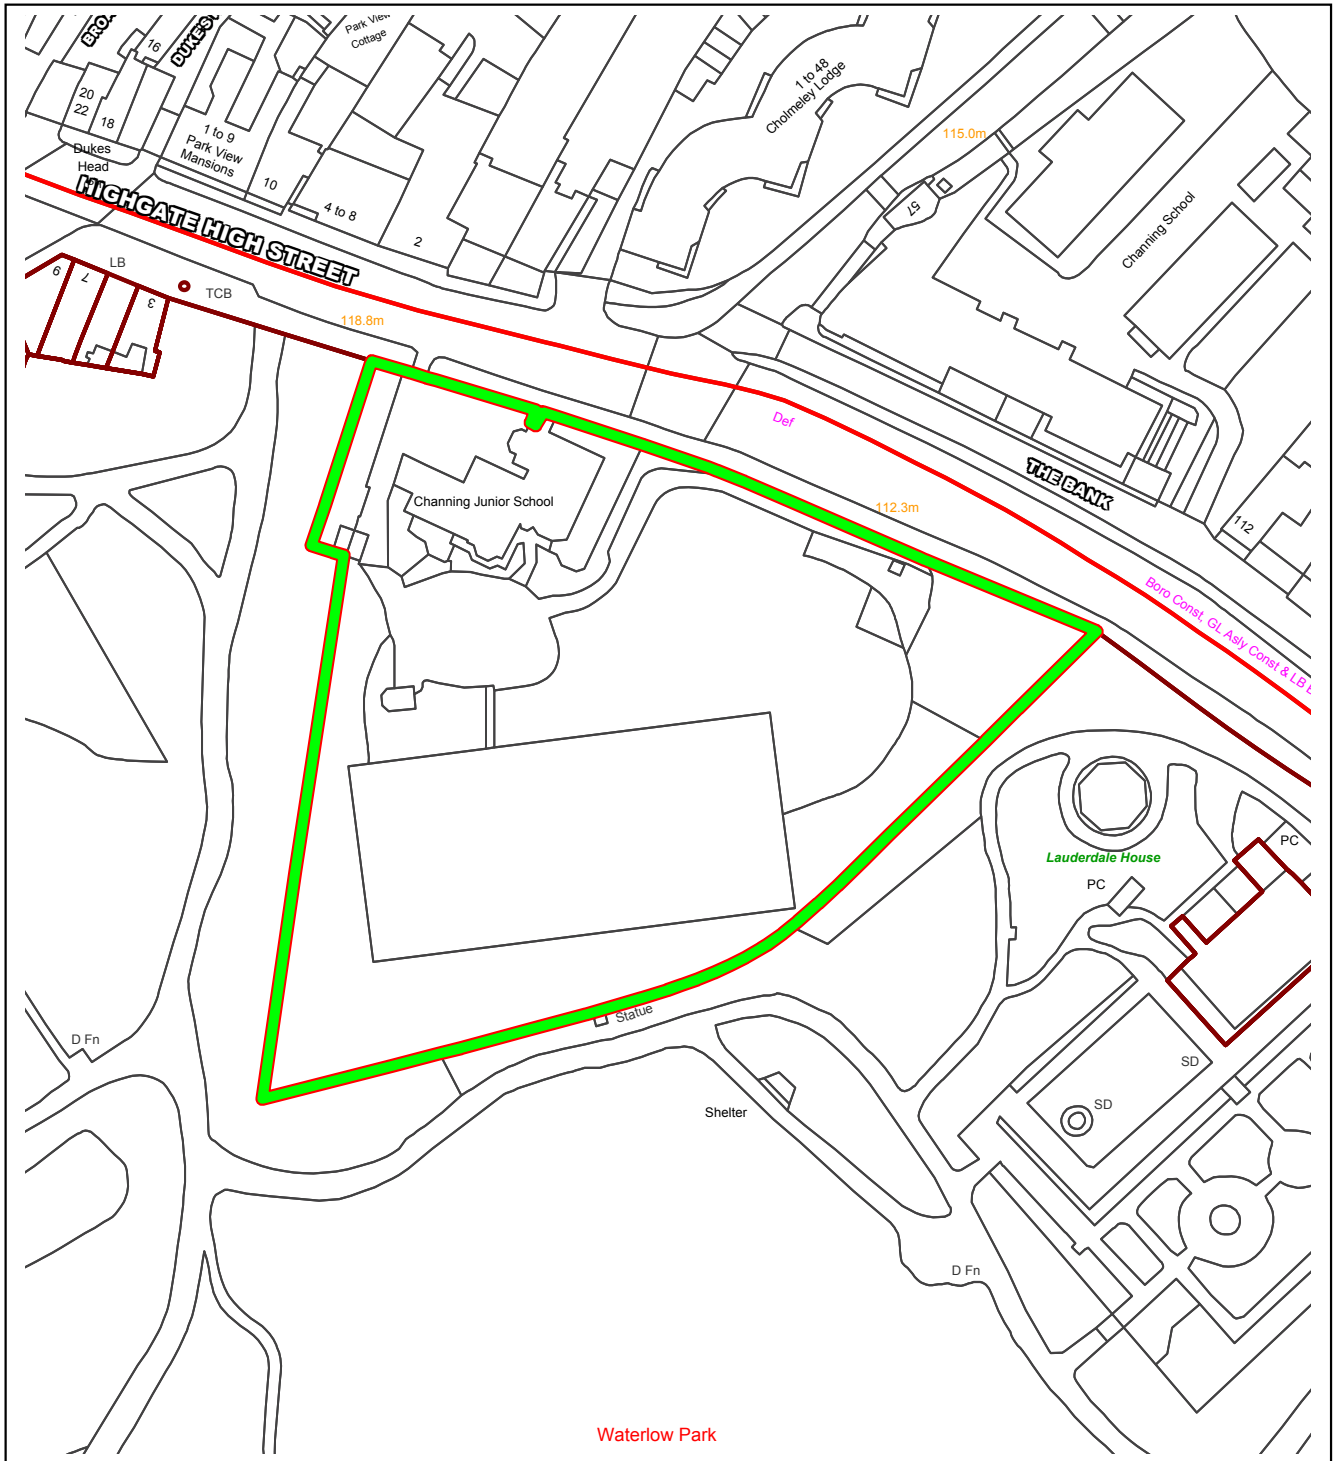 16
DUKE'S
Park View
Cottage
1 to 48
Cholmeley Lodge
20
22
18
1 to 9
Park View
Mansions
115.0m
Dukes
Head
10
4 to 8
57
Channing School
HIGHGATE HIGH STREET
2
LB
9
7
3
TCB
118.8m
Def
THE BANK
Channing Junior School
112.3m
112
Boro Const, GL Asly Const & LB
Lauderdale House
PC
PC
Statue
D Fn
SD
SD
Shelter
D Fn
Waterlow Park